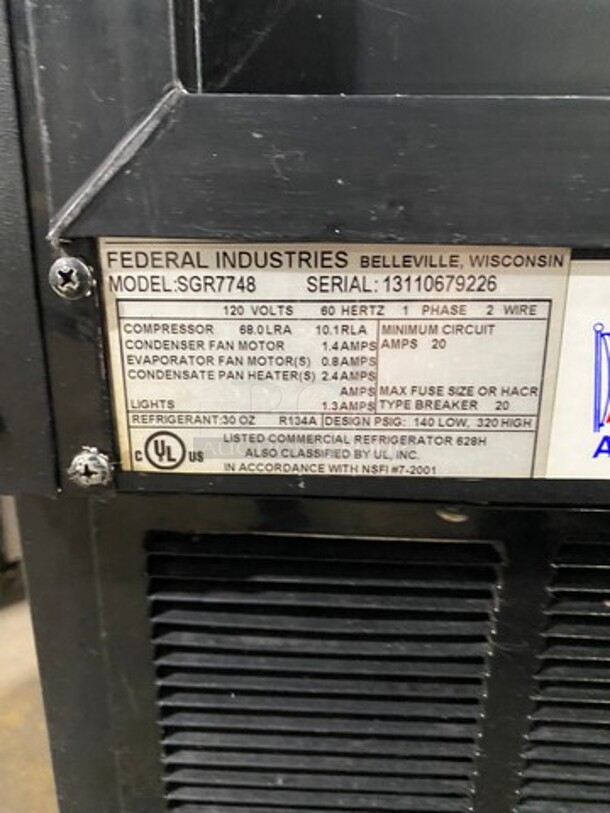 FEDERAL INDUSTRIES BELLEVILLE, WISCONSIN
MODEL:SGR7748 SERIAL: 13110679226
120 VOLTS 60 HERTZ 1 PHASE 2 WIRE
COMPRESSOR 68.0LRA 10.1RLA
CONDENSER FAN MOTOR 1.4AMPS
EVAPORATOR FAN MOTOR(S) 0.8AMPS
CONDENSATE PAN HEATER(S) 2.4AMPS
AMPS
LIGHTS 1.3AMPS
MINIMUM CIRCUIT
AMPS 20
MAX FUSE SIZE OR HACR
TYPE BREAKER 20
REFRIGERANT:30 OZ R134A DESIGN PSIG: 140 LOW, 320 HIGH
C UL US
LISTED COMMERCIAL REFRIGERATOR 628H
ALSO CLASSIFIED BY UL, INC.
IN ACCORDANCE WITH NSFI #7-2001